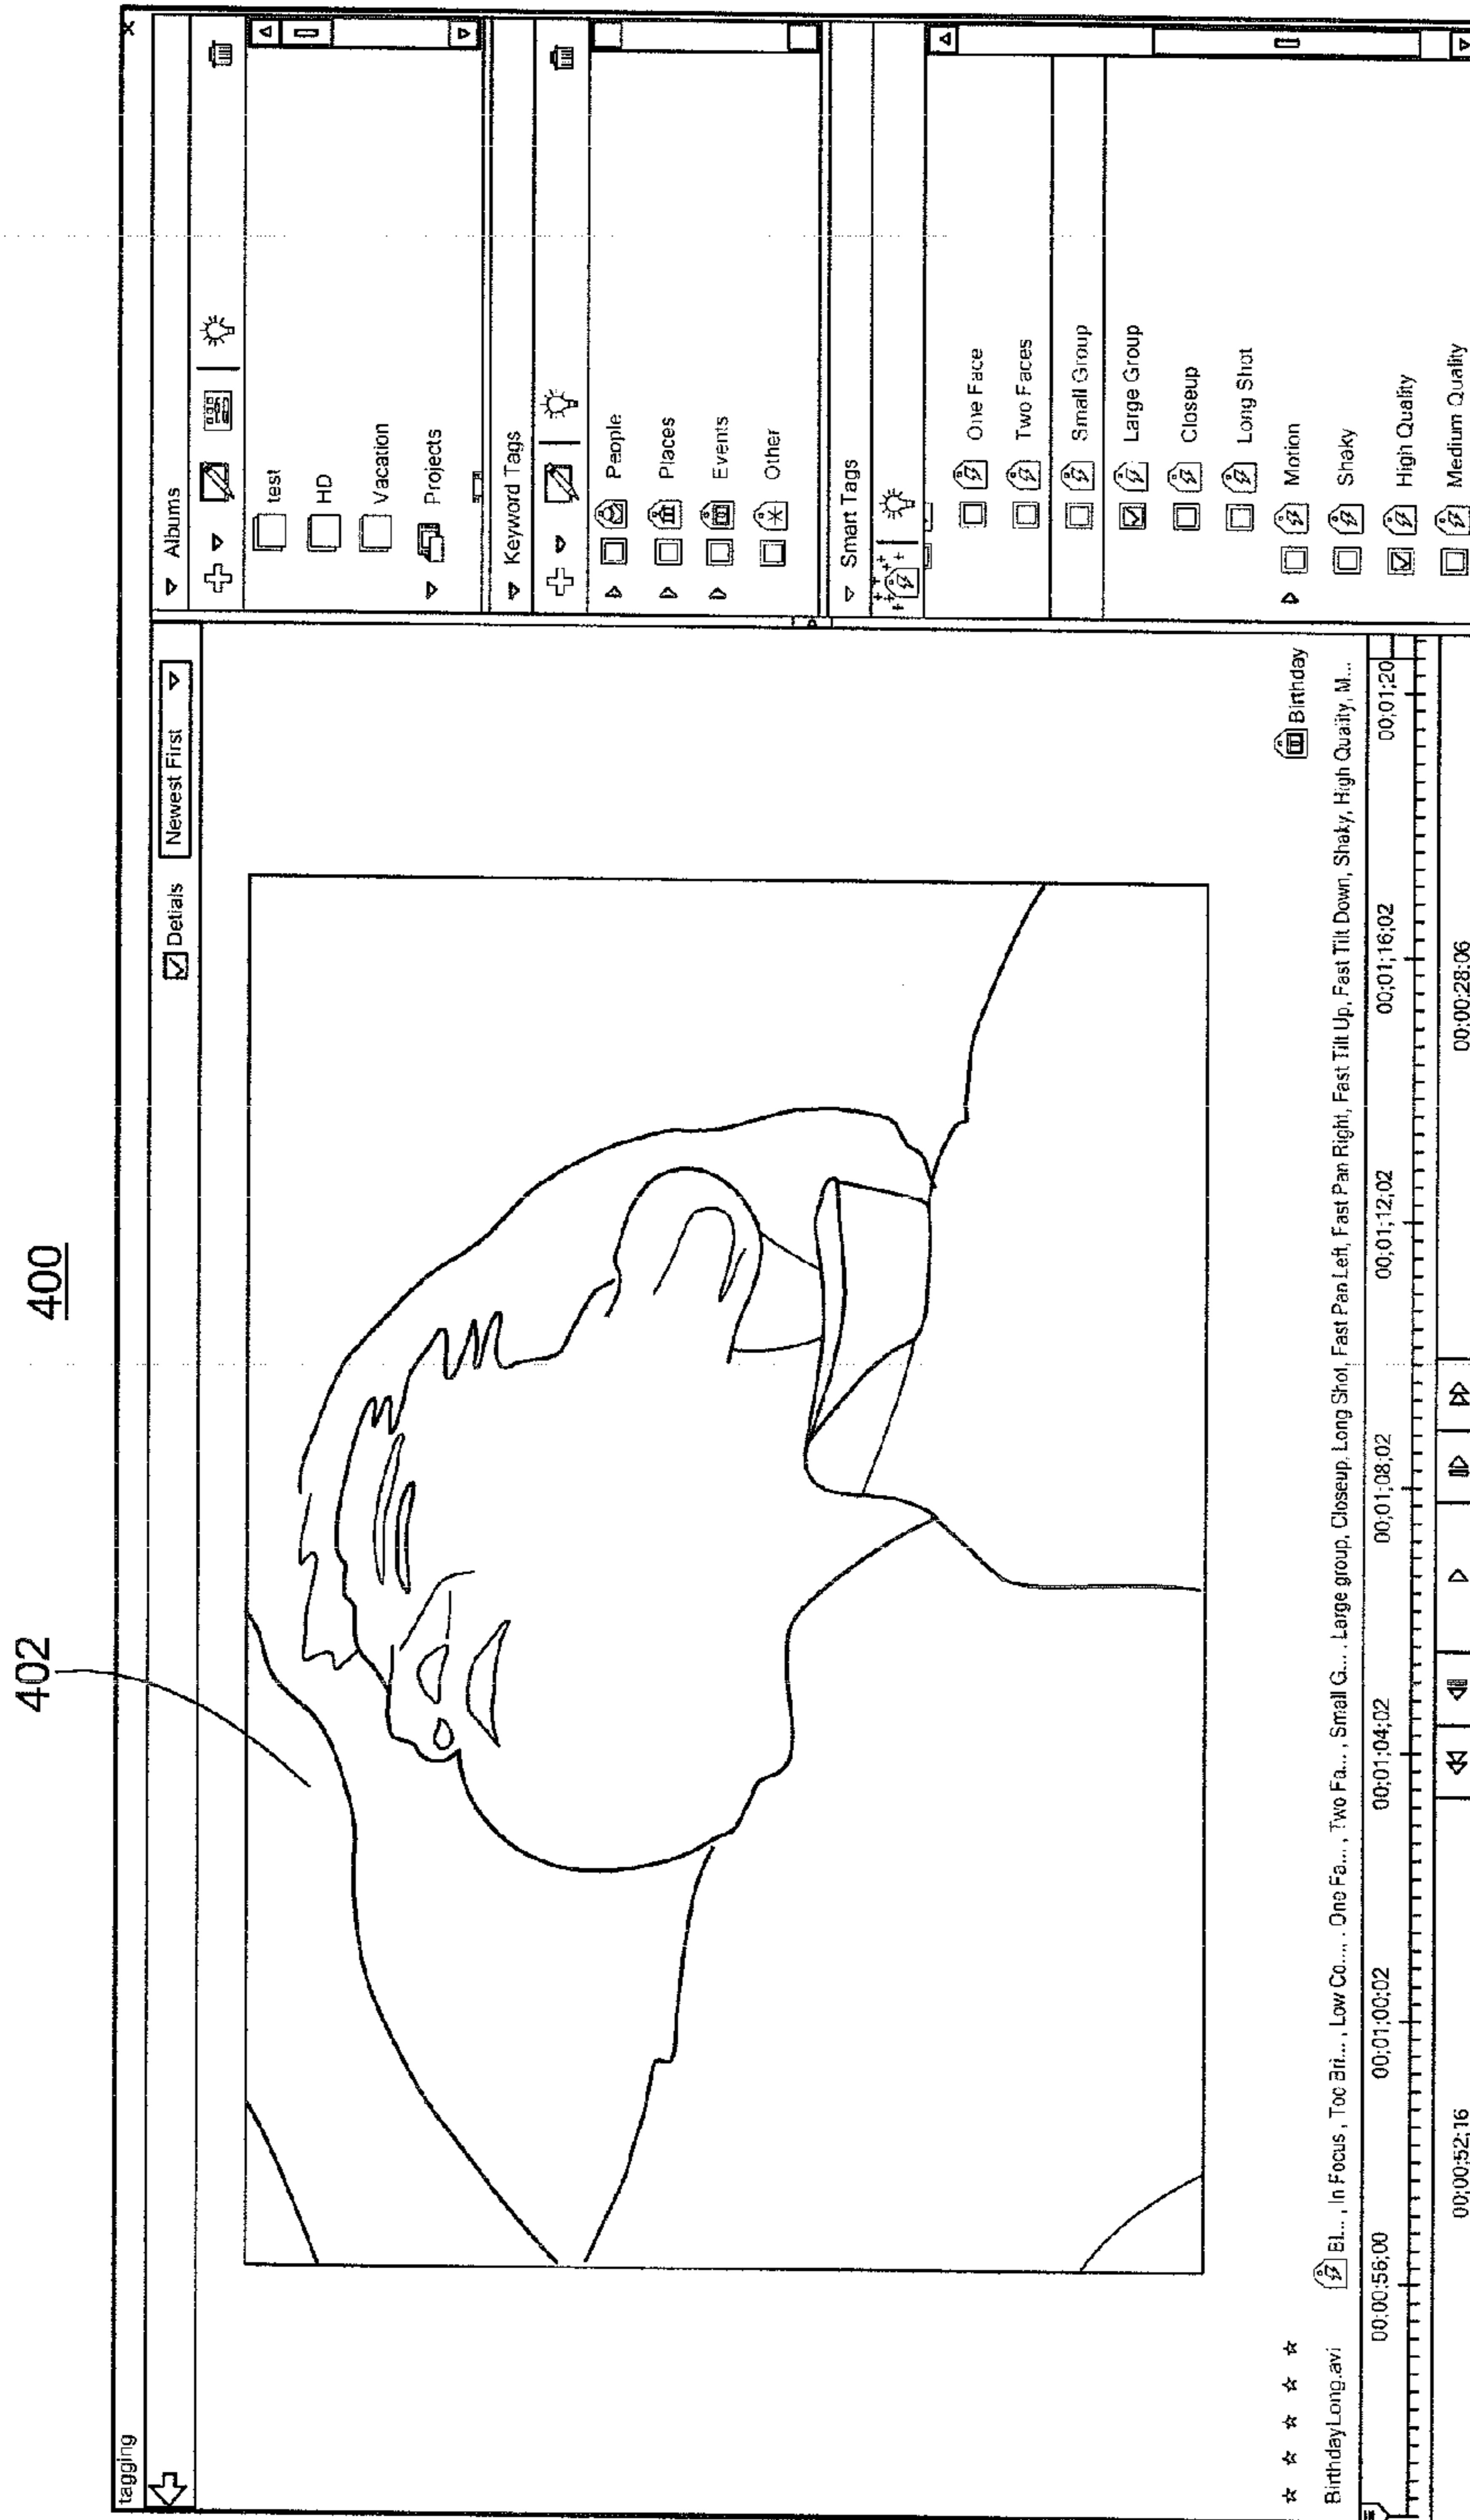 400
402
tagging
Detials
Newest First
Albums
test
HD
Vacation
Projects
Keyword Tags
People
Places
Events
Other
Smart Tags
One Face
Two Faces
Small Group
Large Group
Closeup
Long Shot
Motion
Shaky
High Quality
Medium Quality
Birthday
BirthdayLong.avi
Bl... , In Focus , Too Bri... , Low Co..., . One Fa... , Two Fa... , Small G... . Large group, Closeup, Long Shot, Fast Pan Left, Fast Pan Right, Fast Tilt Up, Fast Tilt Down, Shaky, High Quality, M...
00;00:56;00 00;01;00;02 00;01:04;02 00;01;08;02 00;01;12;02 00;01;16;02 00;01;20
00;00;52;16 00:00:28:06